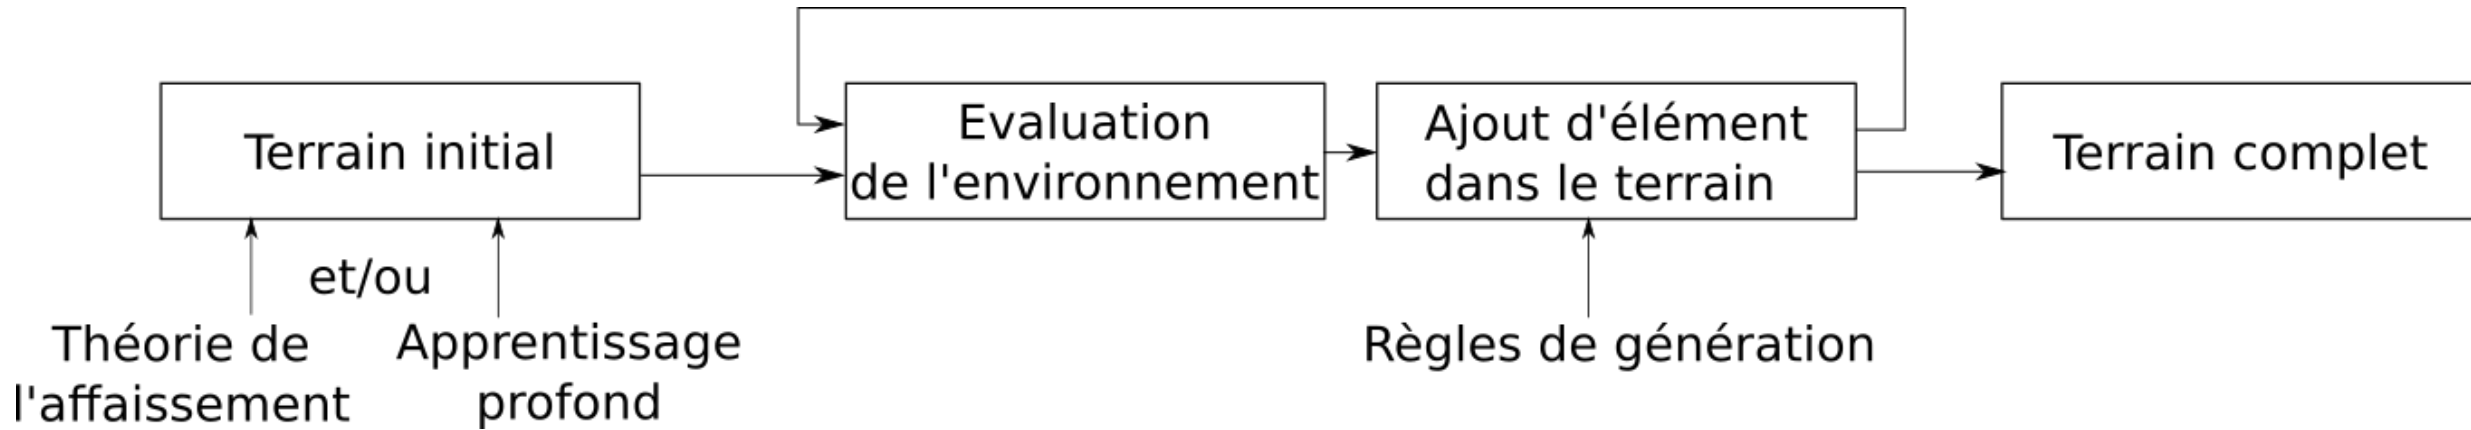 Terrain initial
Evaluation
de l'environnement
Ajout d'élément
dans le terrain
Terrain complet
et/ou
Théorie de
l'affaissement
Apprentissage
profond
Règles de génération